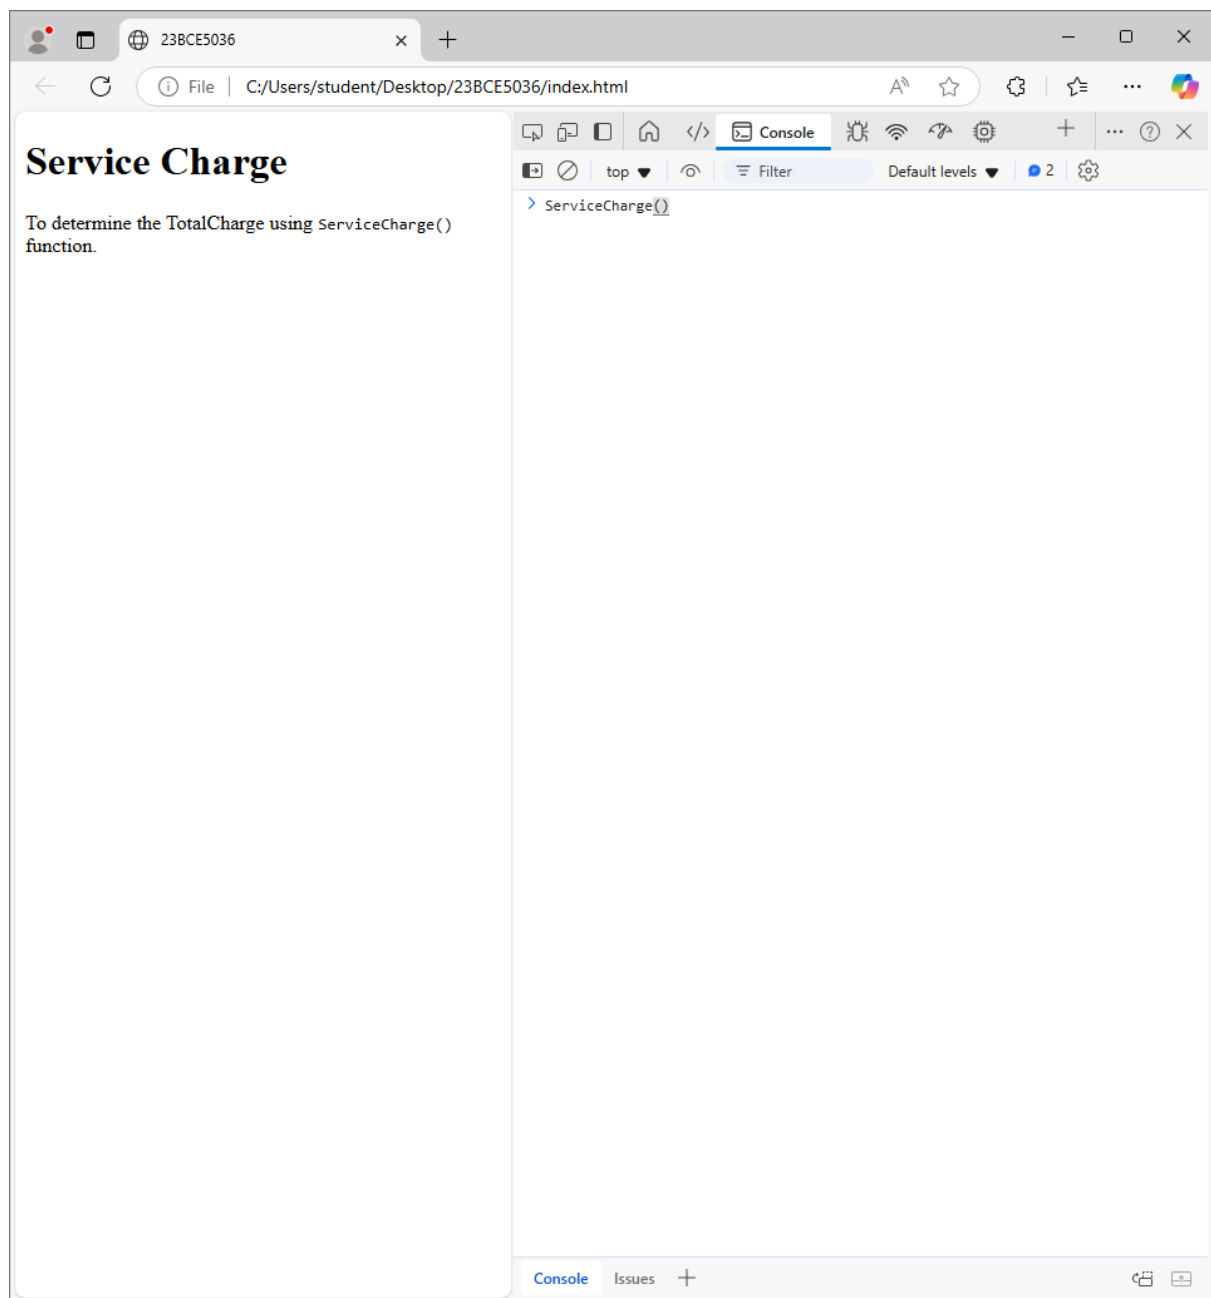 23BCE5036
File
C:/Users/student/Desktop/23BCE5036/index.html
Service Charge
To determine the TotalCharge using ServiceCharge()
function.
Console
top
Filter
Default levels
2
> ServiceCharge()
Console
Issues